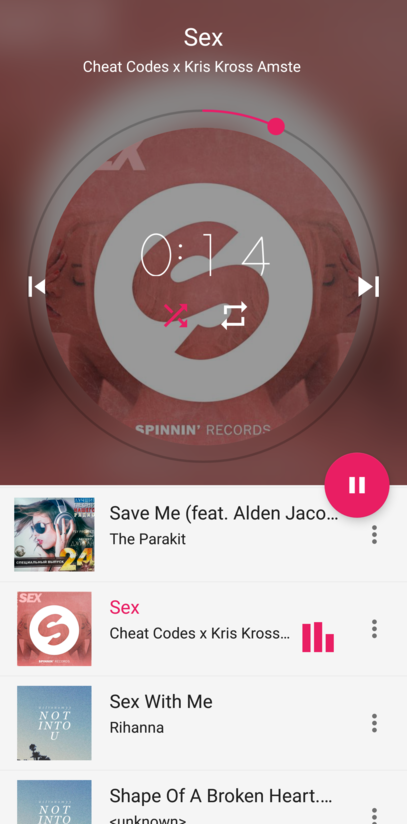 Sex
Cheat Codes x Kris Kross Amste
EX
0:14
SPINNIN' RECORDS
Save Me (feat. Alden Jaco...
The Parakit
24
Sex
Cheat Codes x Kris Kross...
SEX
SPINNIN' RECORDS
Sex With Me
Rihanna
NOT
INTO
U
Shape Of A Broken Heart....
<unknown>
NOT
INTO